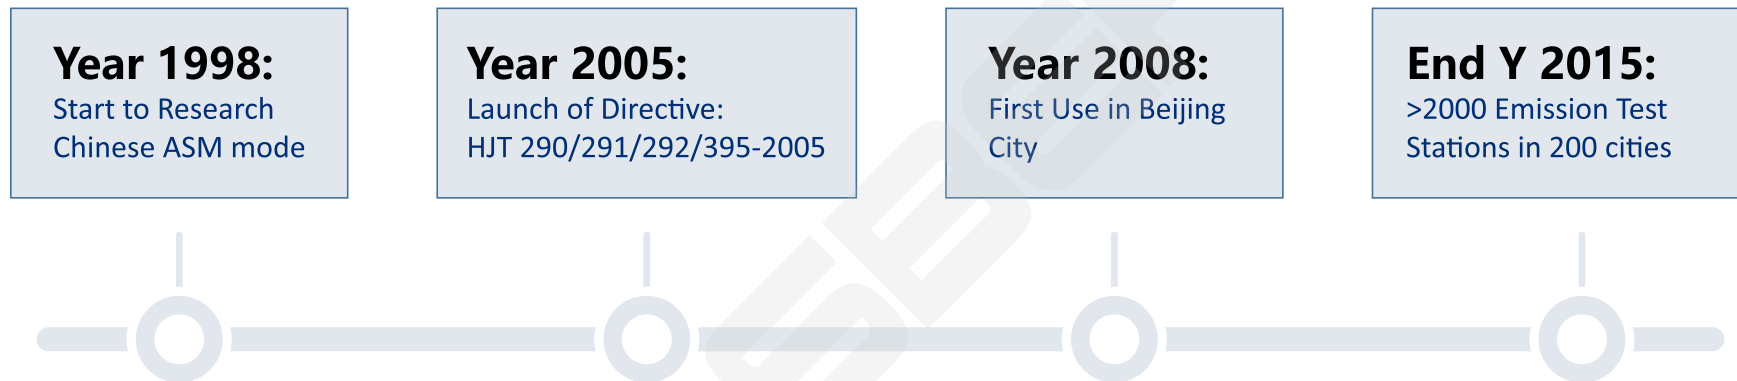 Year 1998:
Start to Research
Chinese ASM mode
Year 2005:
Launch of Directive:
HJT 290/291/292/395-2005
Year 2008:
First Use in Beijing
City
End Y 2015:
>2000 Emission Test
Stations in 200 cities